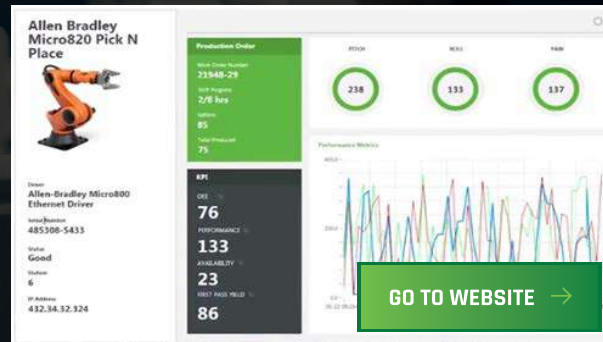 Allen Bradley
Micro820 Pick N
Place
Driver
Allen-Bradley Micro800
Ethernet Driver
Serial Number
485308-5433
Status
Good
Station
6
IP Address
432.34.32.324
Production Order
Work Order Number
21948-29
Shift Progress
2/8 hrs
85
Total Produced
75
KPI
OEE %
76
PERFORMANCE %
133
AVAILABILITY %
23
FIRST PASS YIELD %
86
PITCH
ROLL
238
133
137
Performance Metrics
GO TO WEBSITE →